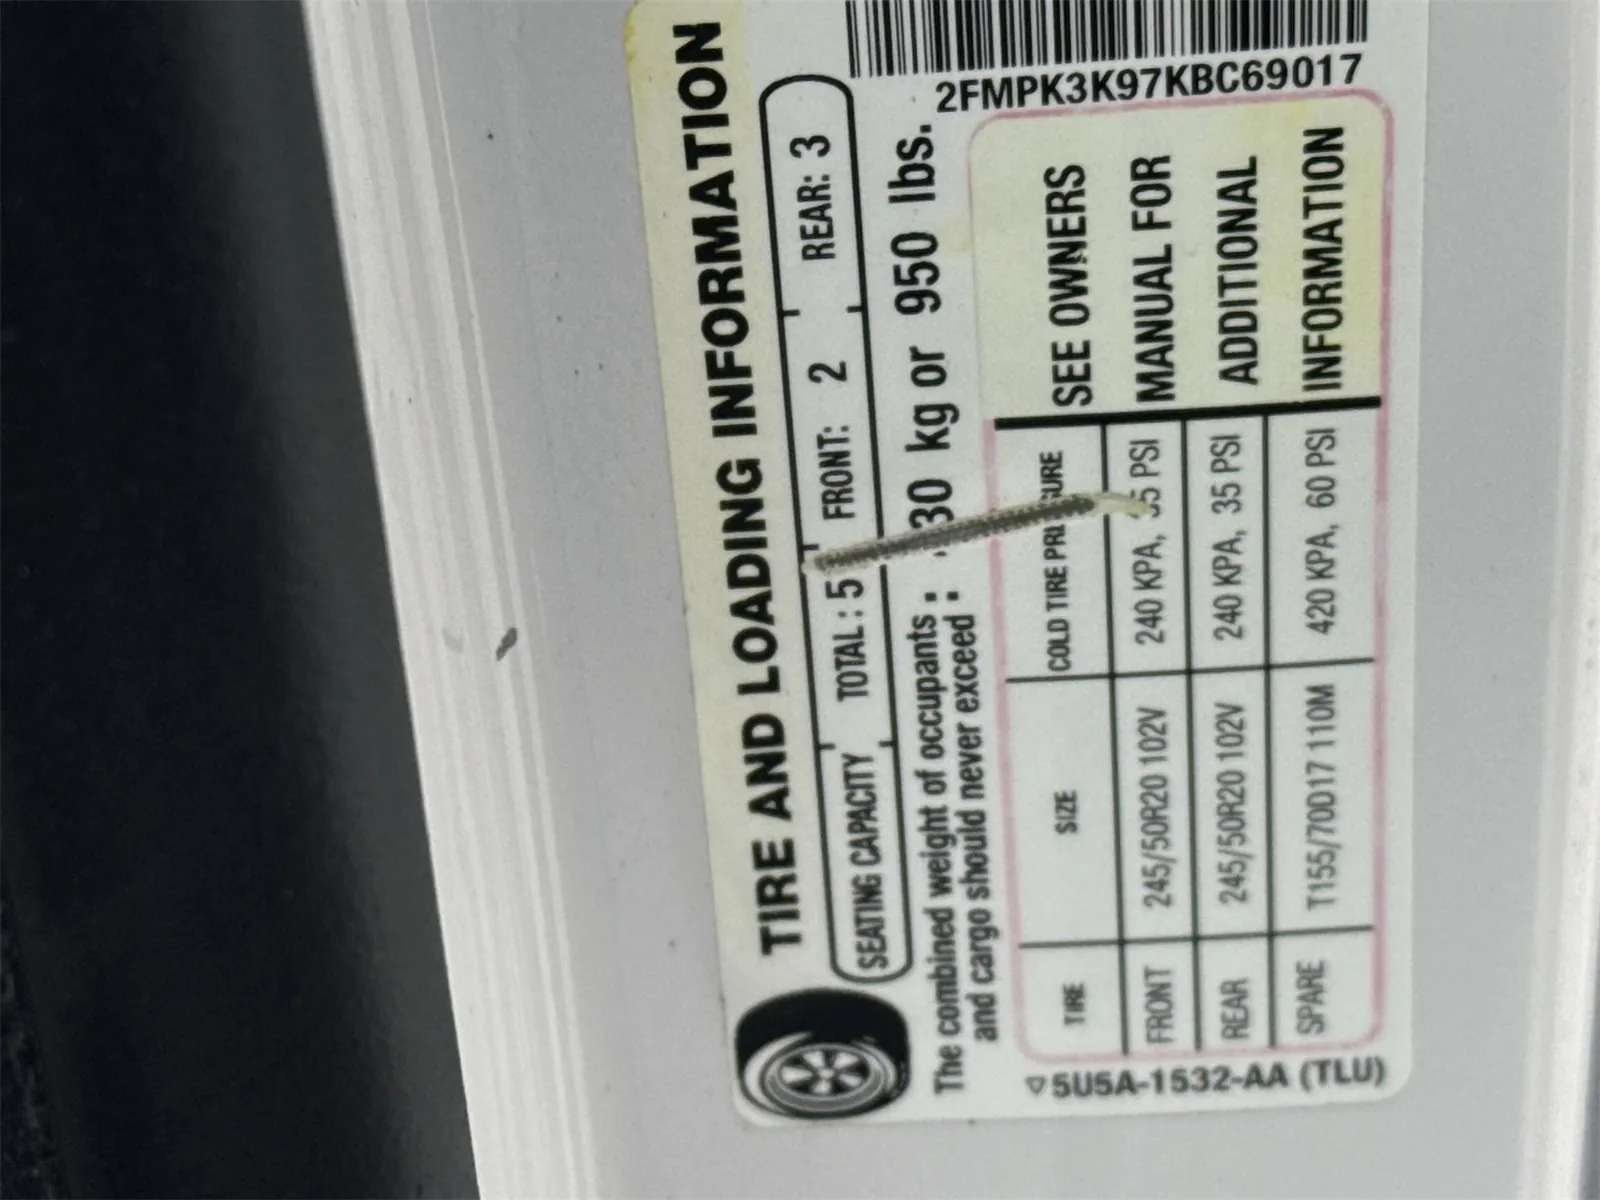 TIRE AND LOADING INFORMATION
SEATING CAPACITY TOTAL : 5 FRONT: 2 REAR: 3
The combined weight of occupants : 30 kg or 950 lbs.
and cargo should never exceed :
2FMPK3K97KBC69017
TIRE SIZE COLD TIRE PRESSURE
FRONT 245/50R20 102V 240 KPA, 35 PSI
REAR 245/50R20 102V 240 KPA, 35 PSI
SPARE T155/70D17 110M 420 KPA, 60 PSI
SEE OWNERS
MANUAL FOR
ADDITIONAL
INFORMATION
5U5A-1532-AA (TLU)